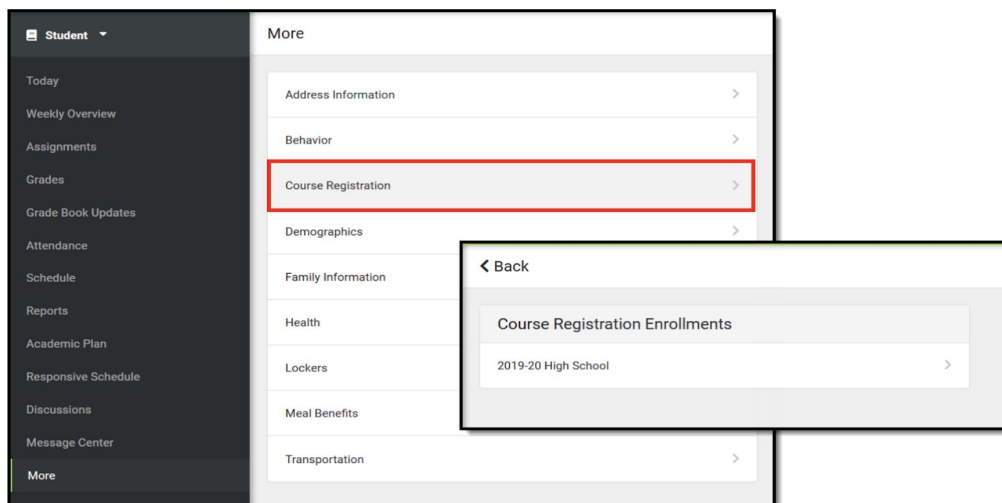 Student
Today
Weekly Overview
Assignments
Grades
Grade Book Updates
Attendance
Schedule
Reports
Academic Plan
Responsive Schedule
Discussions
Message Center
More
More
Address Information
Behavior
Course Registration
Demographics
Family Information
Health
Lockers
Meal Benefits
Transportation
Back
Course Registration Enrollments
2019-20 High School